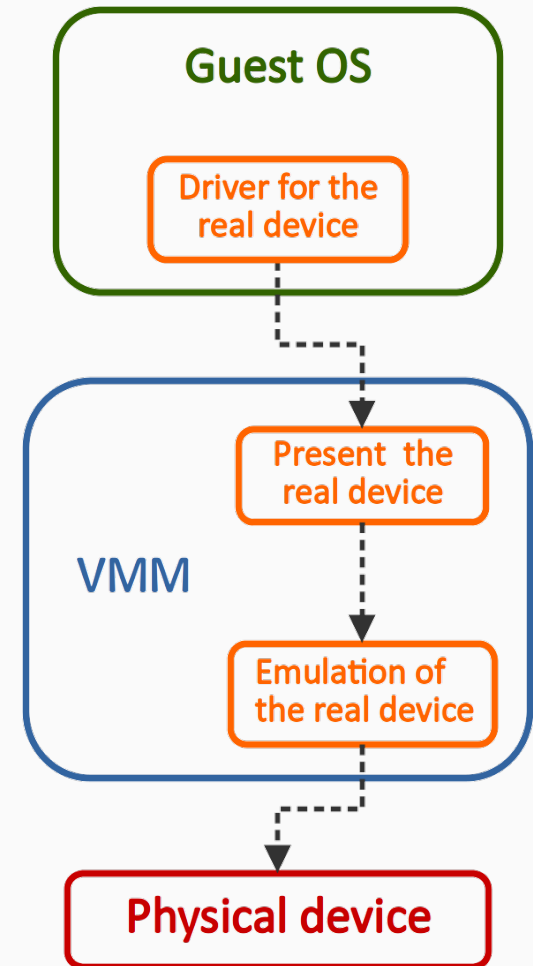 Guest OS
Driver for the
real device
Present the
real device
VMM
Emulation of
the real device
Physical device